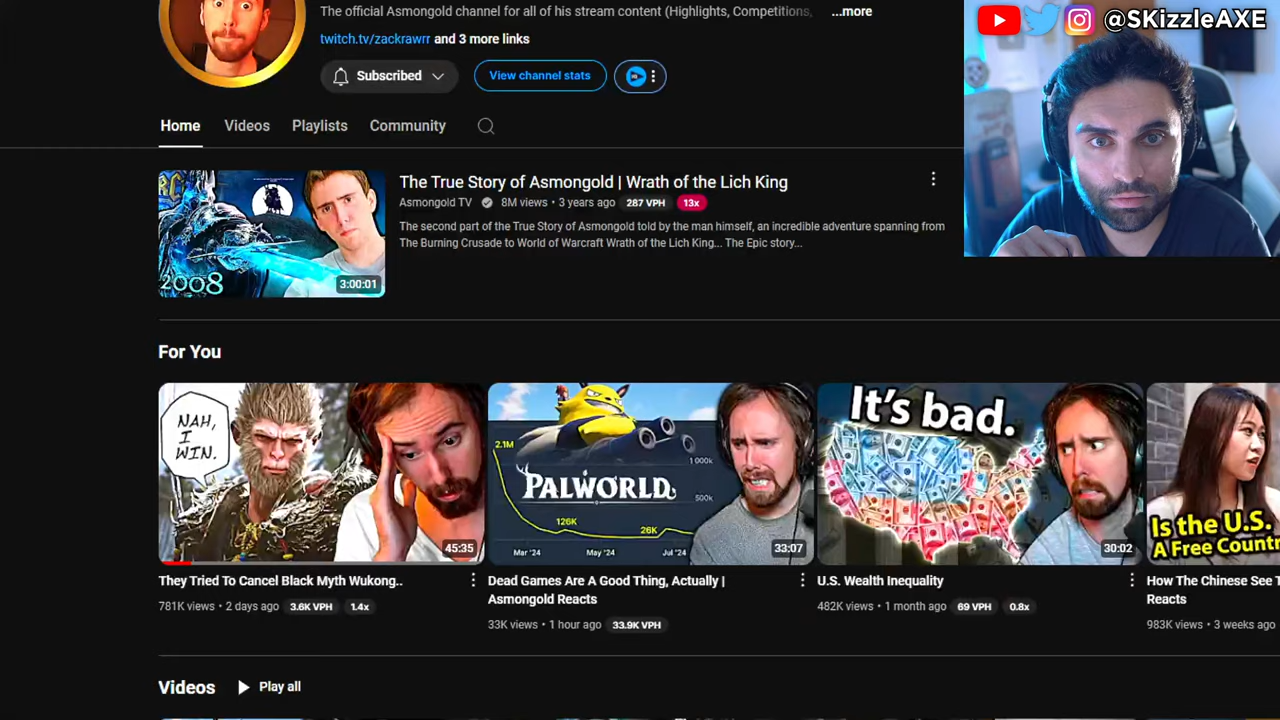 The official Asmongold channel for all of his stream content (Highlights, Competitions, ...more
twitch.tv/zackrawrr and 3 more links
Subscribed
View channel stats
@SKizzleAXE
Home
Videos
Playlists
Community
2008
3:00:01
The True Story of Asmongold | Wrath of the Lich King
Asmongold TV
8M views • 3 years ago
287 VPH
13x
The second part of the True Story of Asmongold told by the man himself, an incredible adventure spanning from
The Burning Crusade to World of Warcraft Wrath of the Lich King... The Epic story...
For You
NAH,
I
WIN.
45:35
They Tried To Cancel Black Myth Wukong..
781K views • 2 days ago
3.6K VPH
1.4x
2.1M
1 000k
PALWORLD
500k
126K
26K
Mar '24
May '24
Jul '24
33:07
Dead Games Are A Good Thing, Actually |
Asmongold Reacts
33K views • 1 hour ago
33.9K VPH
It's bad.
30:02
U.S. Wealth Inequality
482K views • 1 month ago
69 VPH
0.8x
Is the U.S.
A Free Countr
How The Chinese See T
Reacts
983K views • 3 weeks ago
Videos
Play all